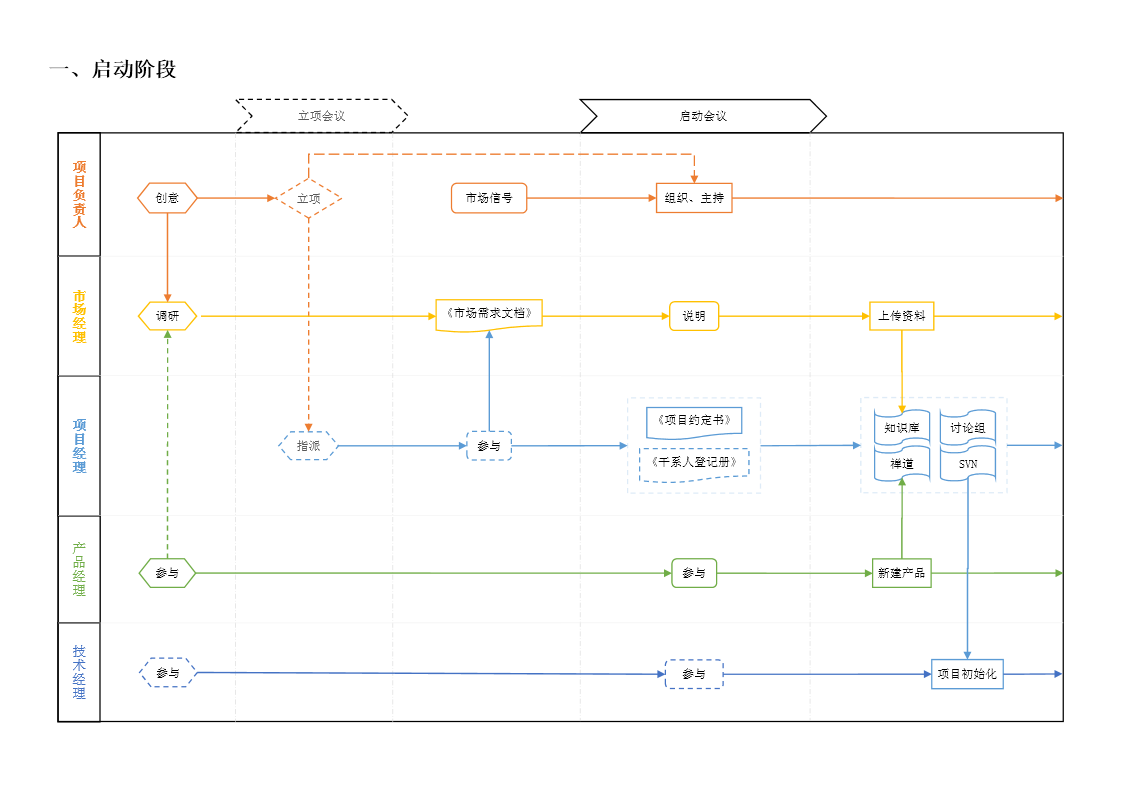 一、启动阶段
立项会议
启动会议
项目负责人
创意
立项
市场信号
组织、主持
市场经理
调研
《市场需求文档》
说明
上传资料
项目经理
指派
参与
《项目约定书》
《干系人登记册》
知识库
讨论组
禅道
SVN
产品经理
参与
参与
新建产品
技术经理
参与
参与
项目初始化